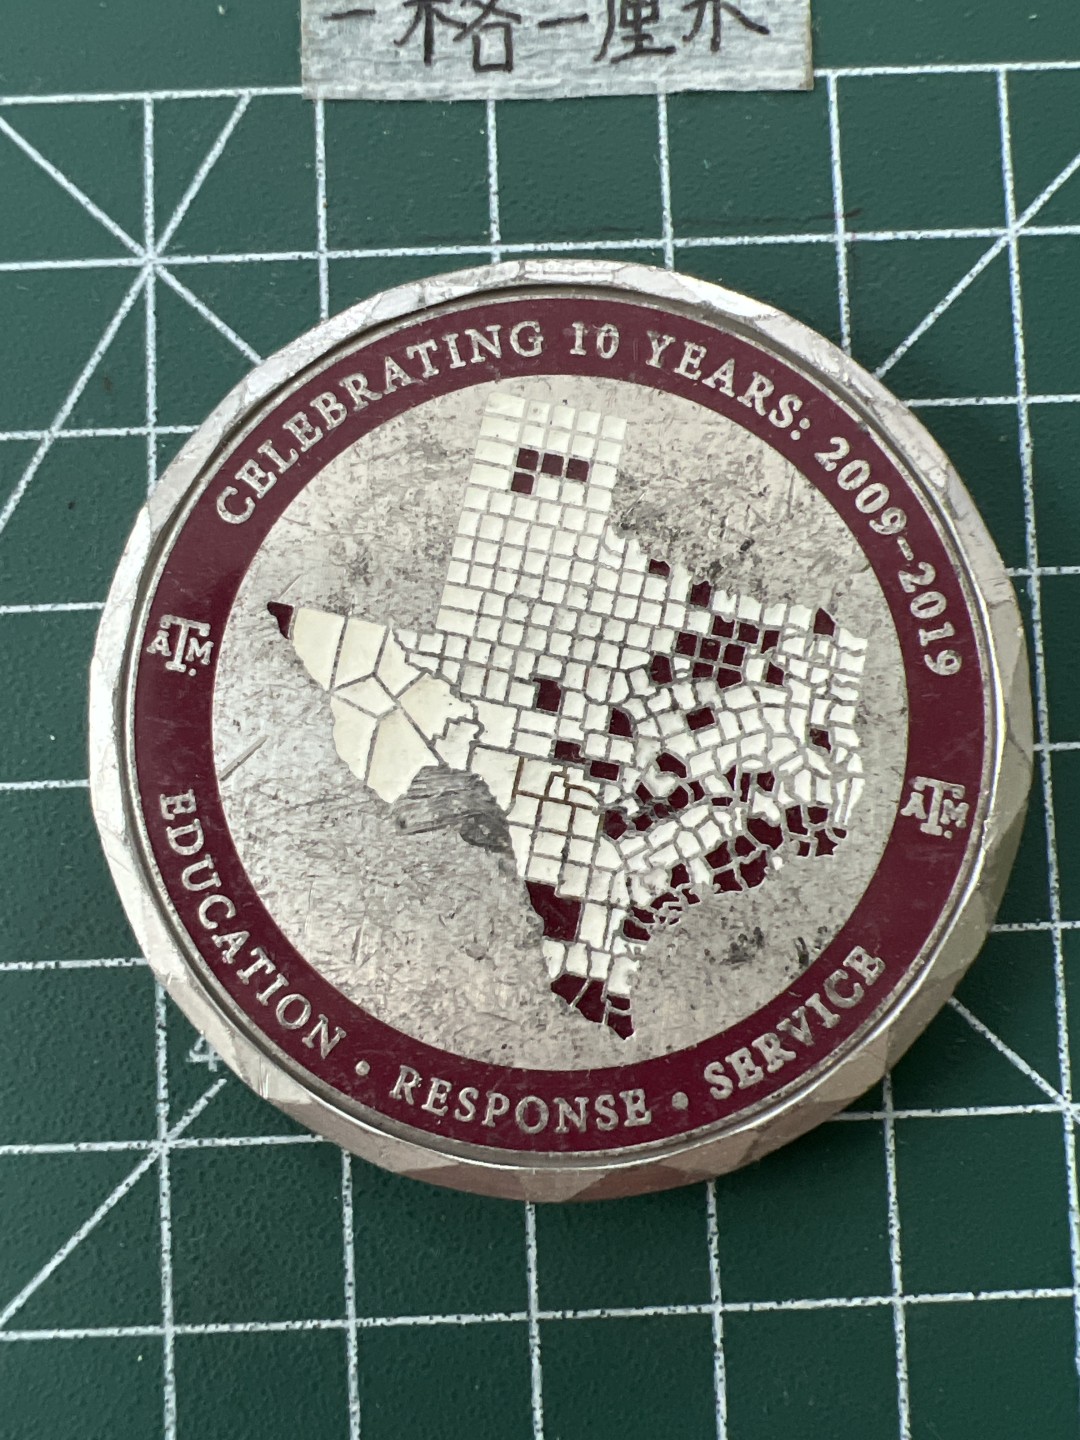 一格一厘米
CELEBRATING 10 YEARS: 2009-2019
ATM
ATM
EDUCATION • RESPONSE • SERVICE